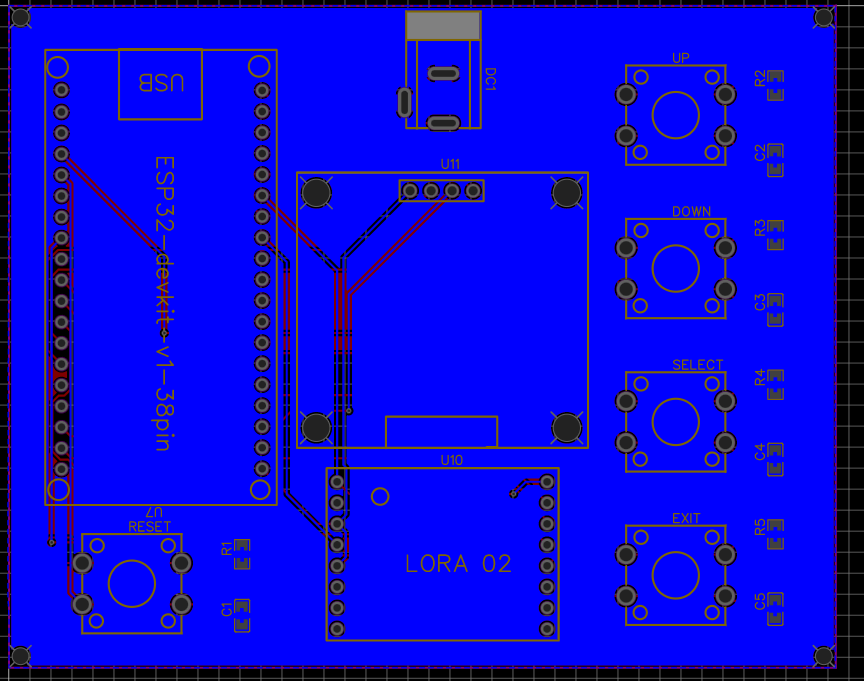 USB
ESP32-devkit-v1-38pin
U7
DC1
U11
UP
R2
C2
DOWN
R3
C3
SELECT
R4
C4
U10
LORA 02
EXIT
R5
C5
RESET
R1
C1